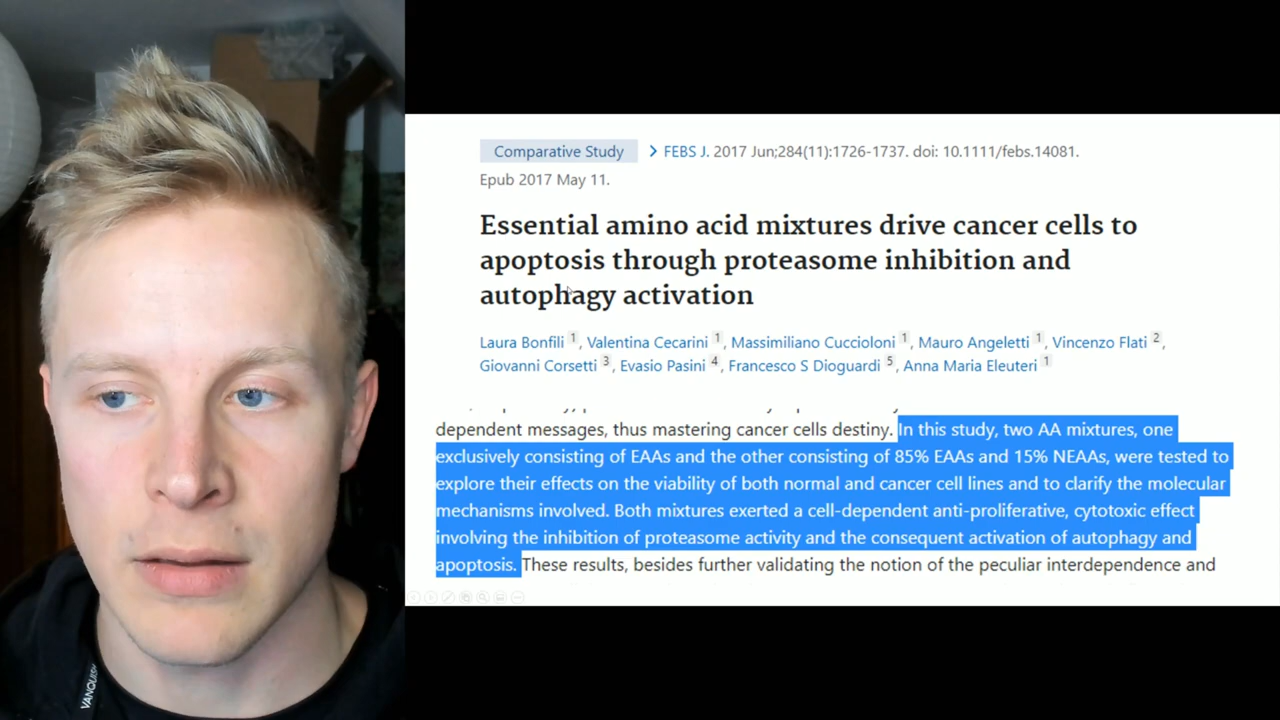 Comparative Study > FEBS J. 2017 Jun;284(11):1726-1737. doi: 10.1111/febs.14081.
Epub 2017 May 11.
Essential amino acid mixtures drive cancer cells to
apoptosis through proteasome inhibition and
autophagy activation
Laura Bonfili 1, Valentina Cecarini 1, Massimiliano Cuccioloni 1, Mauro Angeletti 1, Vincenzo Flati 2,
Giovanni Corsetti 3, Evasio Pasini 4, Francesco S Dioguardi 5, Anna Maria Eleuteri 1
dependent messages, thus mastering cancer cells destiny. In this study, two AA mixtures, one
exclusively consisting of EAAs and the other consisting of 85% EAAs and 15% NEAAs, were tested to
explore their effects on the viability of both normal and cancer cell lines and to clarify the molecular
mechanisms involved. Both mixtures exerted a cell-dependent anti-proliferative, cytotoxic effect
involving the inhibition of proteasome activity and the consequent activation of autophagy and
apoptosis. These results, besides further validating the notion of the peculiar interdependence and
VANQUISH